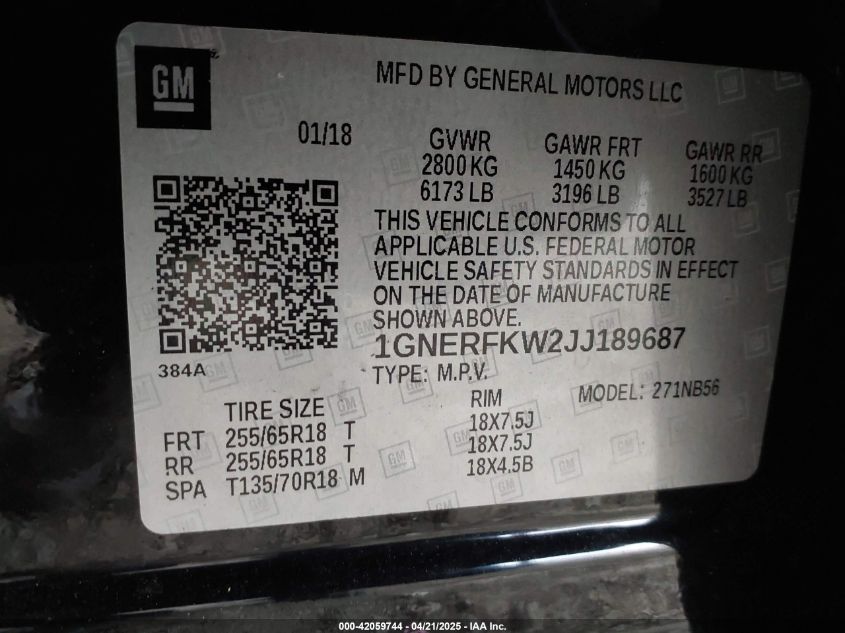 GM
MFD BY GENERAL MOTORS LLC
01/18
GVWR GAWR FRT GAWR RR
2800 KG 1450 KG 1600 KG
6173 LB 3196 LB 3527 LB
THIS VEHICLE CONFORMS TO ALL
APPLICABLE U.S. FEDERAL MOTOR
VEHICLE SAFETY STANDARDS IN EFFECT
ON THE DATE OF MANUFACTURE
SHOWN ABOVE.
1GNERFKW2JJ189687
384A
TYPE: M.P.V. MODEL: 271NB56
TIRE SIZE RIM
FRT 255/65R18 T 18X7.5J
RR 255/65R18 T 18X7.5J
SPA T135/70R18 M 18X4.5B
000-42059744 - 04/21/2025 - IAA Inc.